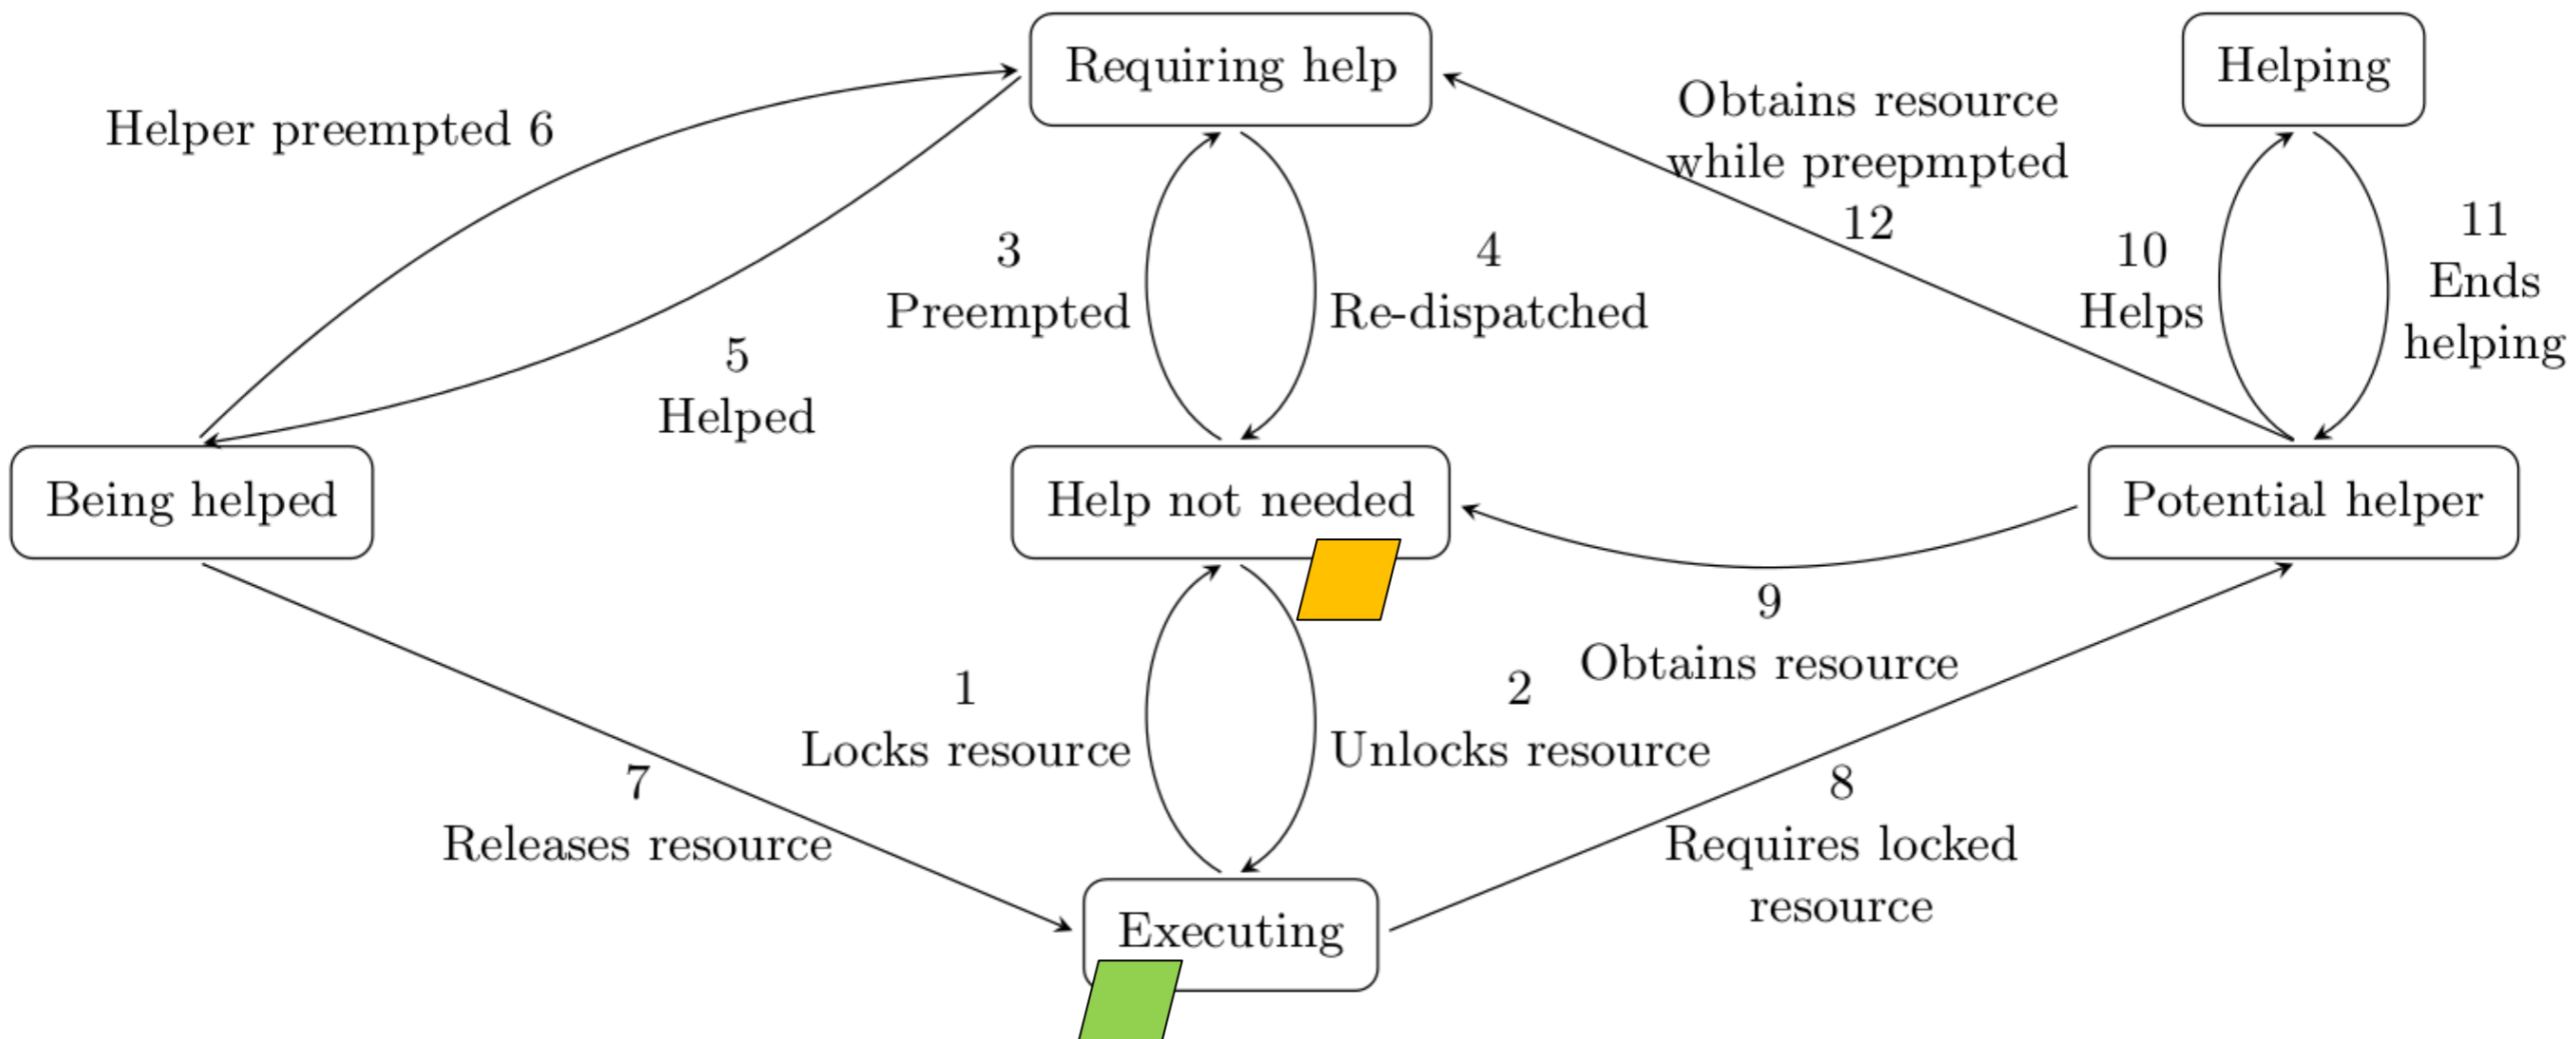 Requiring help
Helping
Helper preempted 6
Obtains resource
while preepmpted
12
3
Preempted
4
Re-dispatched
10
Helps
11
Ends
helping
5
Helped
Being helped
Help not needed
Potential helper
9
Obtains resource
1
Locks resource
2
Unlocks resource
7
Releases resource
8
Requires locked
resource
Executing